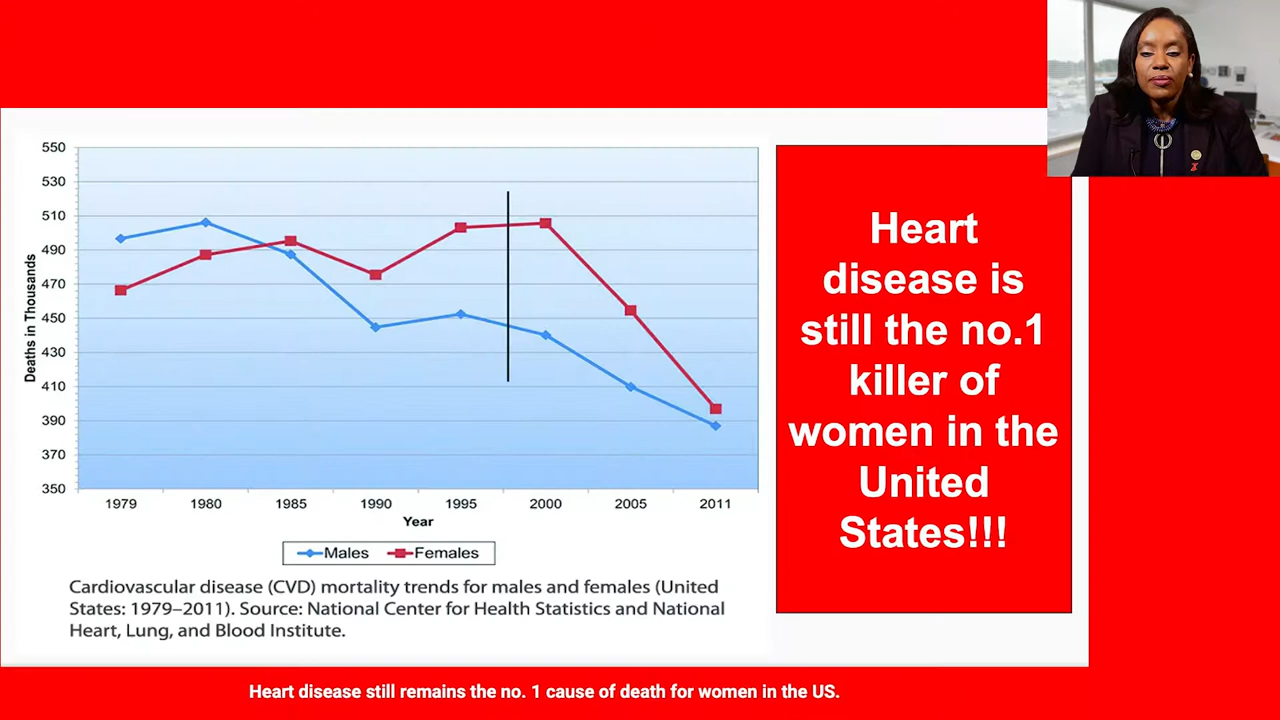 550
530
510
490
470
450
430
410
390
370
350
Deaths in Thousands
1979 1980 1985 1990 1995 2000 2005 2011
Year
Males Females
Cardiovascular disease (CVD) mortality trends for males and females (United
States: 1979–2011). Source: National Center for Health Statistics and National
Heart, Lung, and Blood Institute.
Heart
disease is
still the no.1
killer of
women in the
United
States!!!
Heart disease still remains the no. 1 cause of death for women in the US.